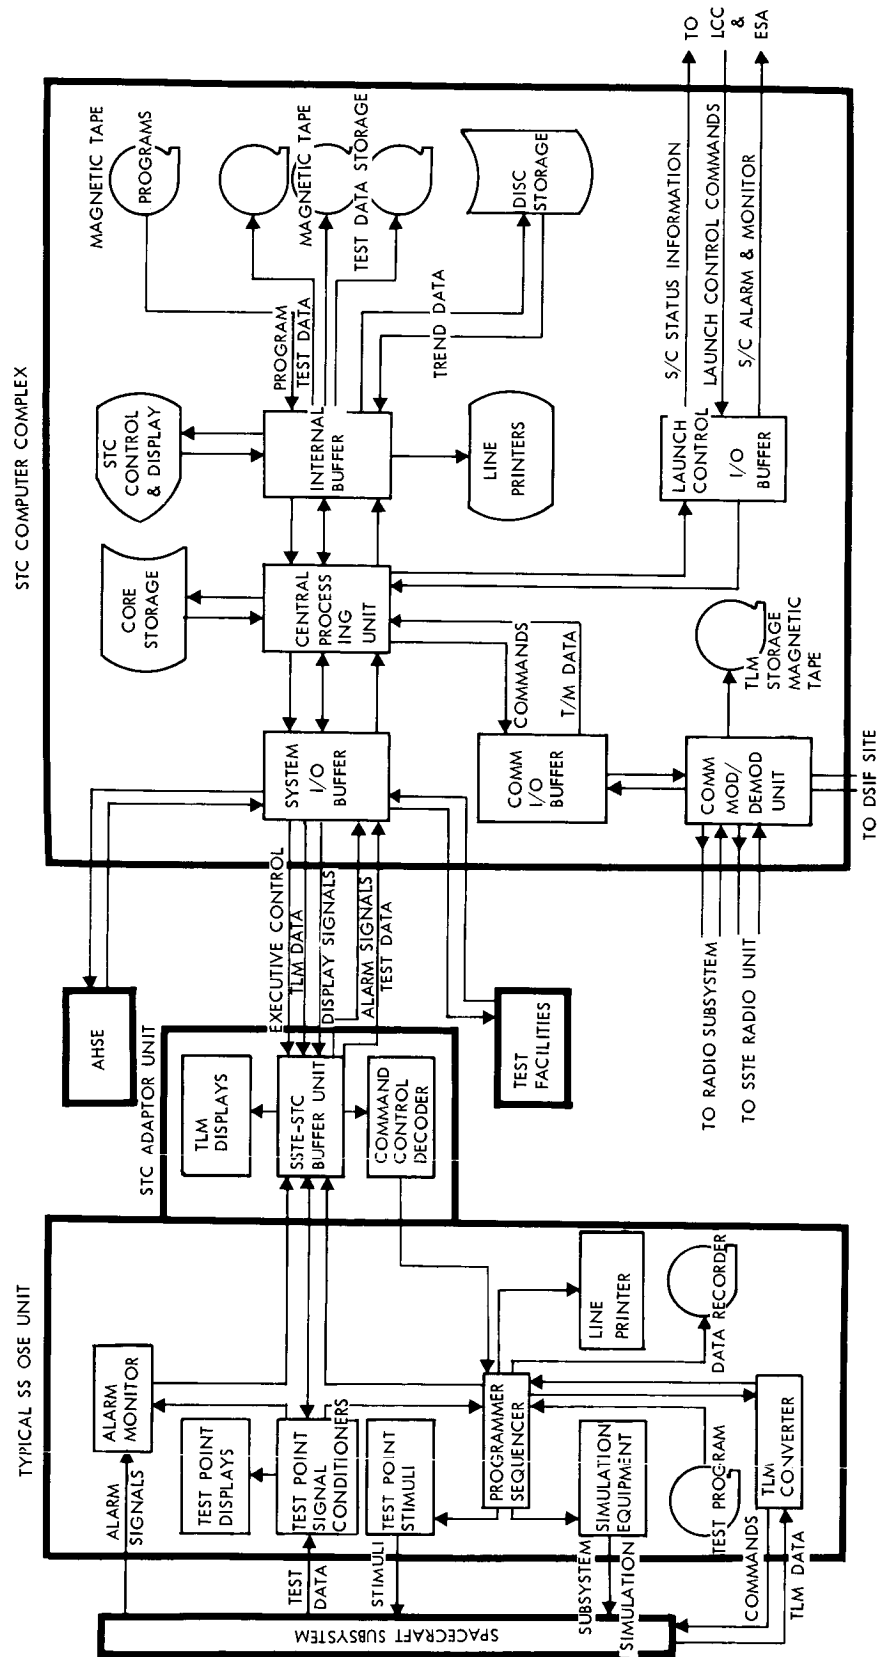 STC COMPUTER COMPLEX
MAGNETIC TAPE
PROGRAMS
MAGNETIC TAPE
TEST DATA STORAGE
DISC
STORAGE
PROGRAM
TEST DATA
TREND DATA
STC
CONTROL
& DISPLAY
INTERNAL
BUFFER
LINE
PRINTERS
CORE
STORAGE
CENTRAL
PROCESS
ING
UNIT
SYSTEM
I/O
BUFFER
COMMANDS
T/M DATA
COMM
I/O BUFFER
COMM
MOD/
DEMOD
UNIT
TLM
STORAGE
MAGNETIC
TAPE
LAUNCH
CONTROL
I/O
BUFFER
S/C STATUS INFORMATION
LAUNCH CONTROL COMMANDS
S/C ALARM & MONITOR
TO
LCC
&
ESA
TO DSIF SITE
TO RADIO SUBSYSTEM
TO SSTE RADIO UNIT
AHSE
TEST
FACILITIES
EXECUTIVE CONTROL
TLM DATA
DISPLAY SIGNALS
ALARM SIGNALS
TEST DATA
STC ADAPTOR UNIT
TLM
DISPLAYS
SSTE-STC
BUFFER UNIT
COMMAND
CONTROL
DECODER
TYPICAL SS OSE UNIT
ALARM
MONITOR
ALARM
SIGNALS
TEST POINT
DISPLAYS
TEST POINT
SIGNAL
CONDITIONERS
TEST
DATA
TEST POINT
STIMULI
STIMULI
PROGRAMMER
SEQUENCER
SIMULATION
EQUIPMENT
SUBSYSTEM
SIMULATION
LINE
PRINTER
DATA RECORDER
TEST PROGRAM
TLM
CONVERTER
COMMANDS
TLM DATA
SPACECRAFT SUBSYSTEM